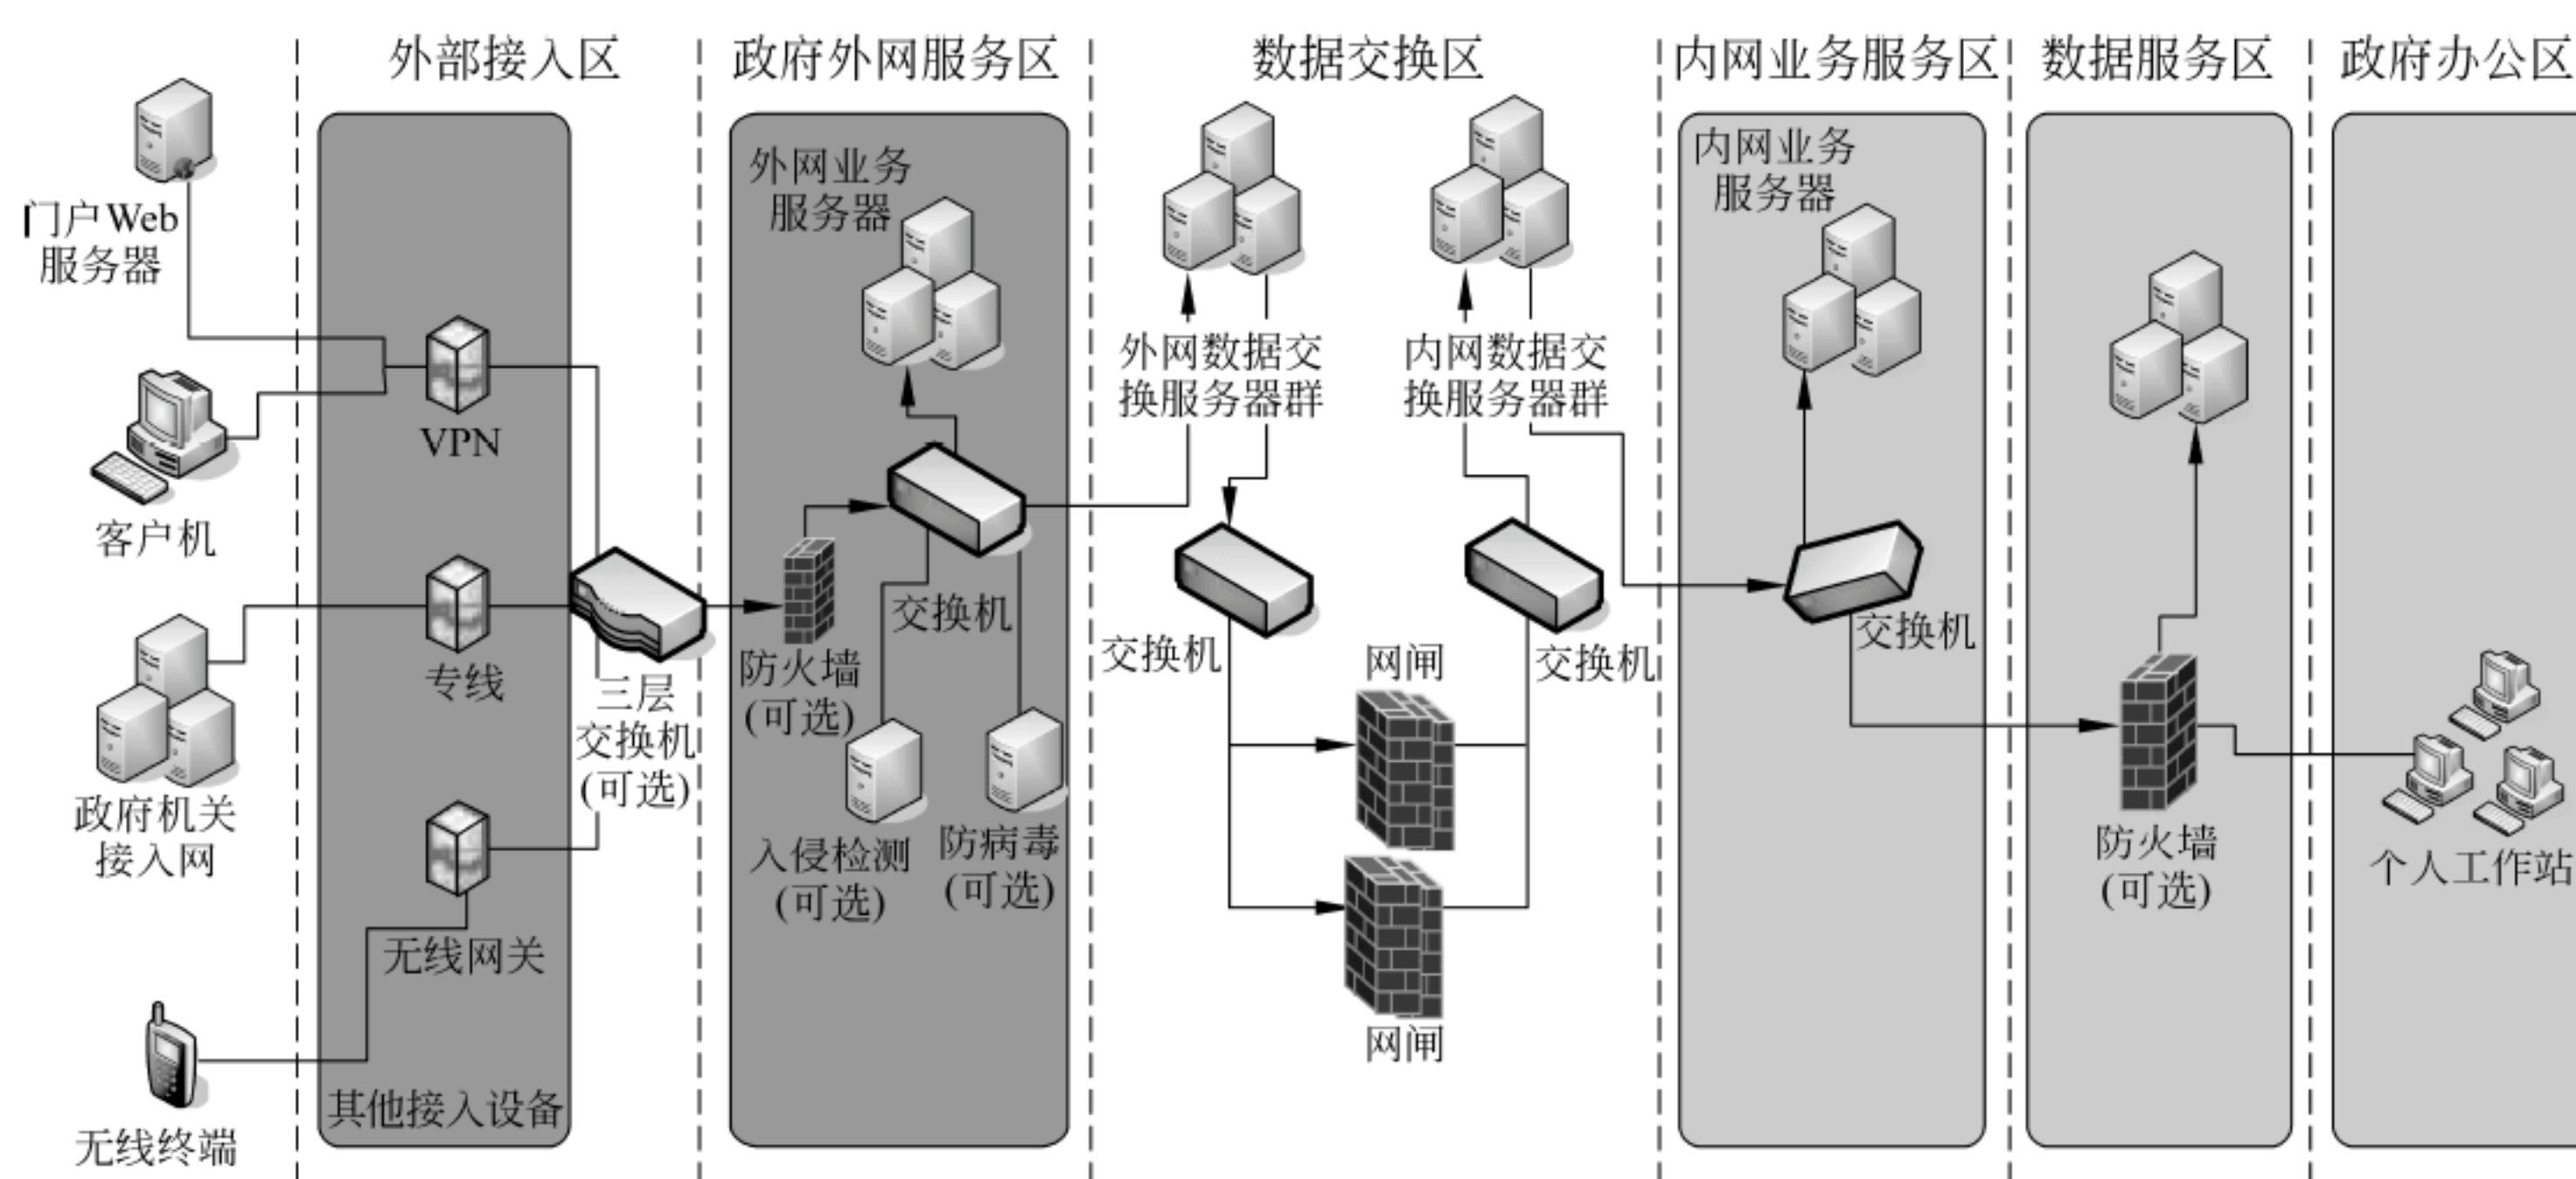 外部接入区
政府外网服务区
数据交换区
内网业务服务区
数据服务区
政府办公区
门户Web
服务器
客户机
政府机关
接入网
无线终端
VPN
专线
无线网关
其他接入设备
三层
交换机
(可选)
外网业务
服务器
交换机
防火墙
(可选)
入侵检测
(可选)
防病毒
(可选)
外网数据交
换服务器群
内网数据交
换服务器群
交换机
网闸
交换机
网闸
内网业务
服务器
交换机
防火墙
(可选)
个人工作站